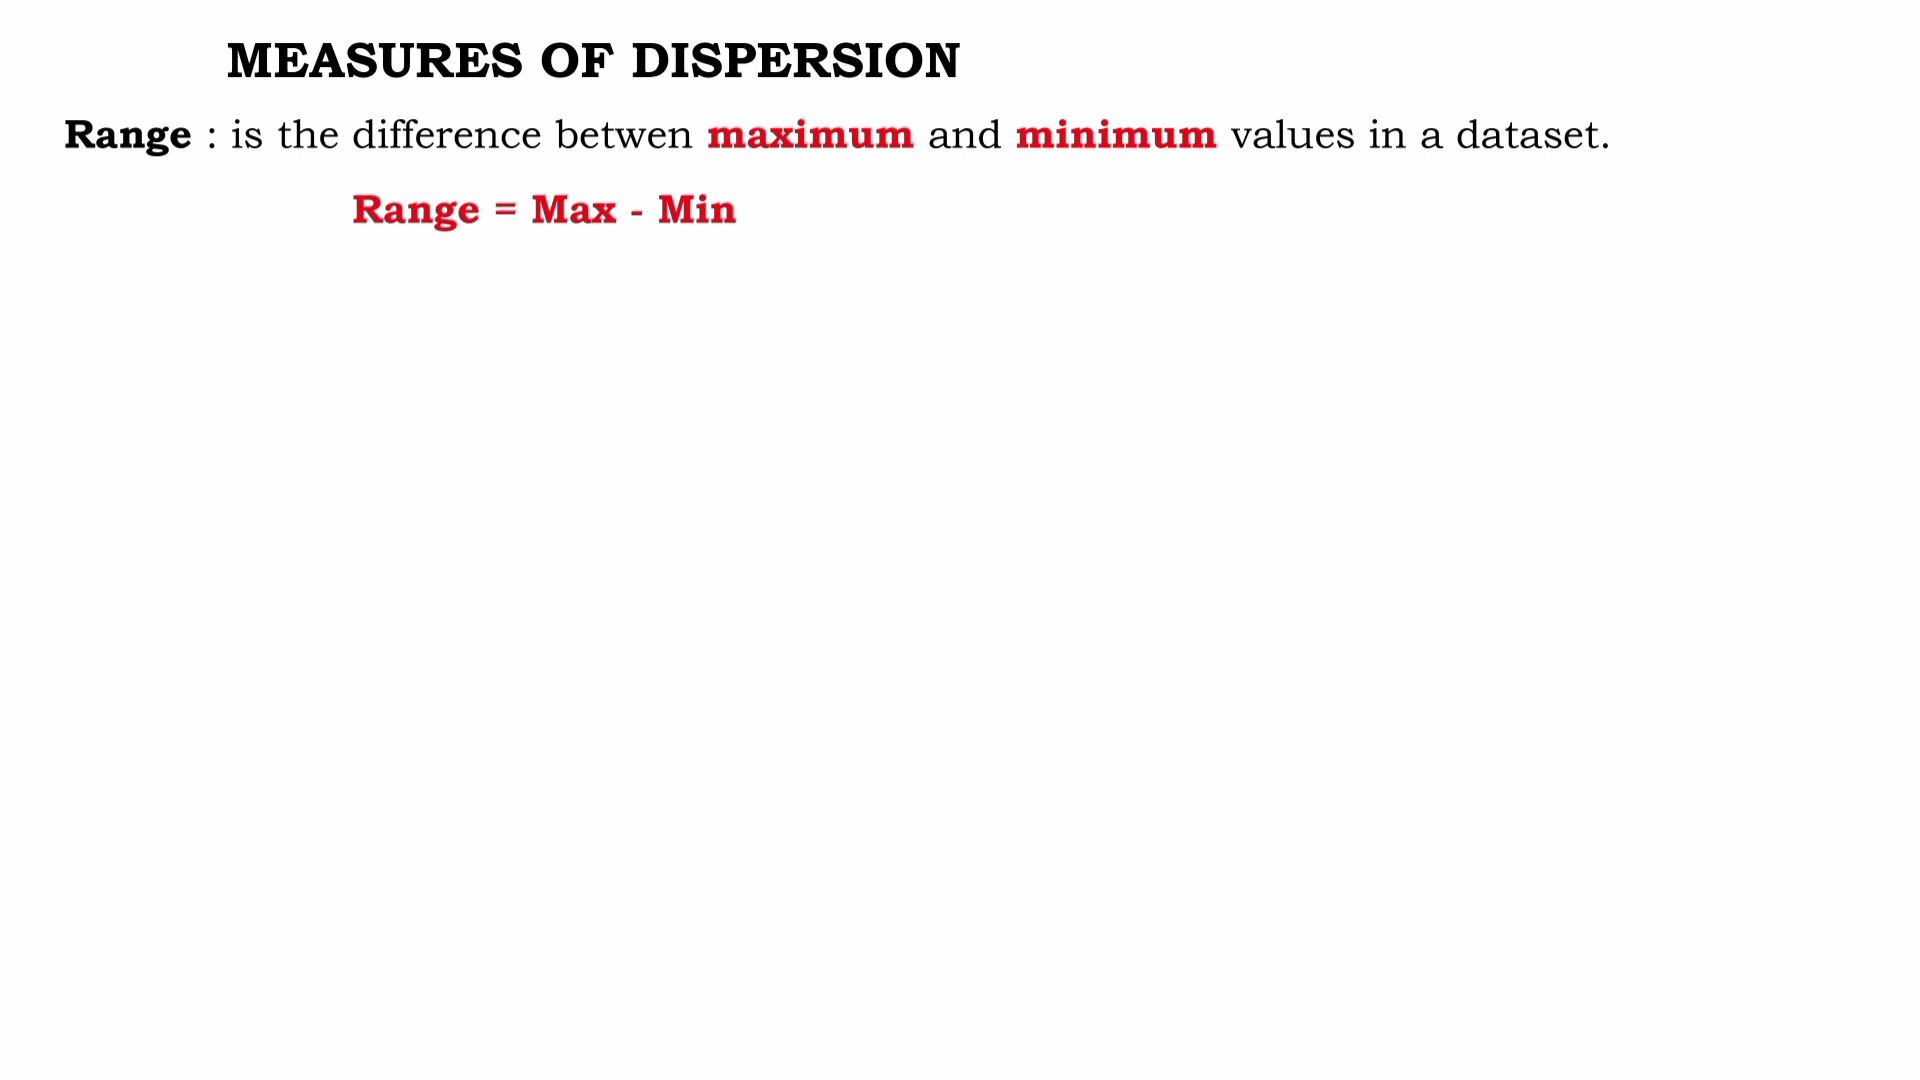 MEASURES OF DISPERSION
Range : is the difference betwen maximum and minimum values in a dataset.
Range = Max - Min